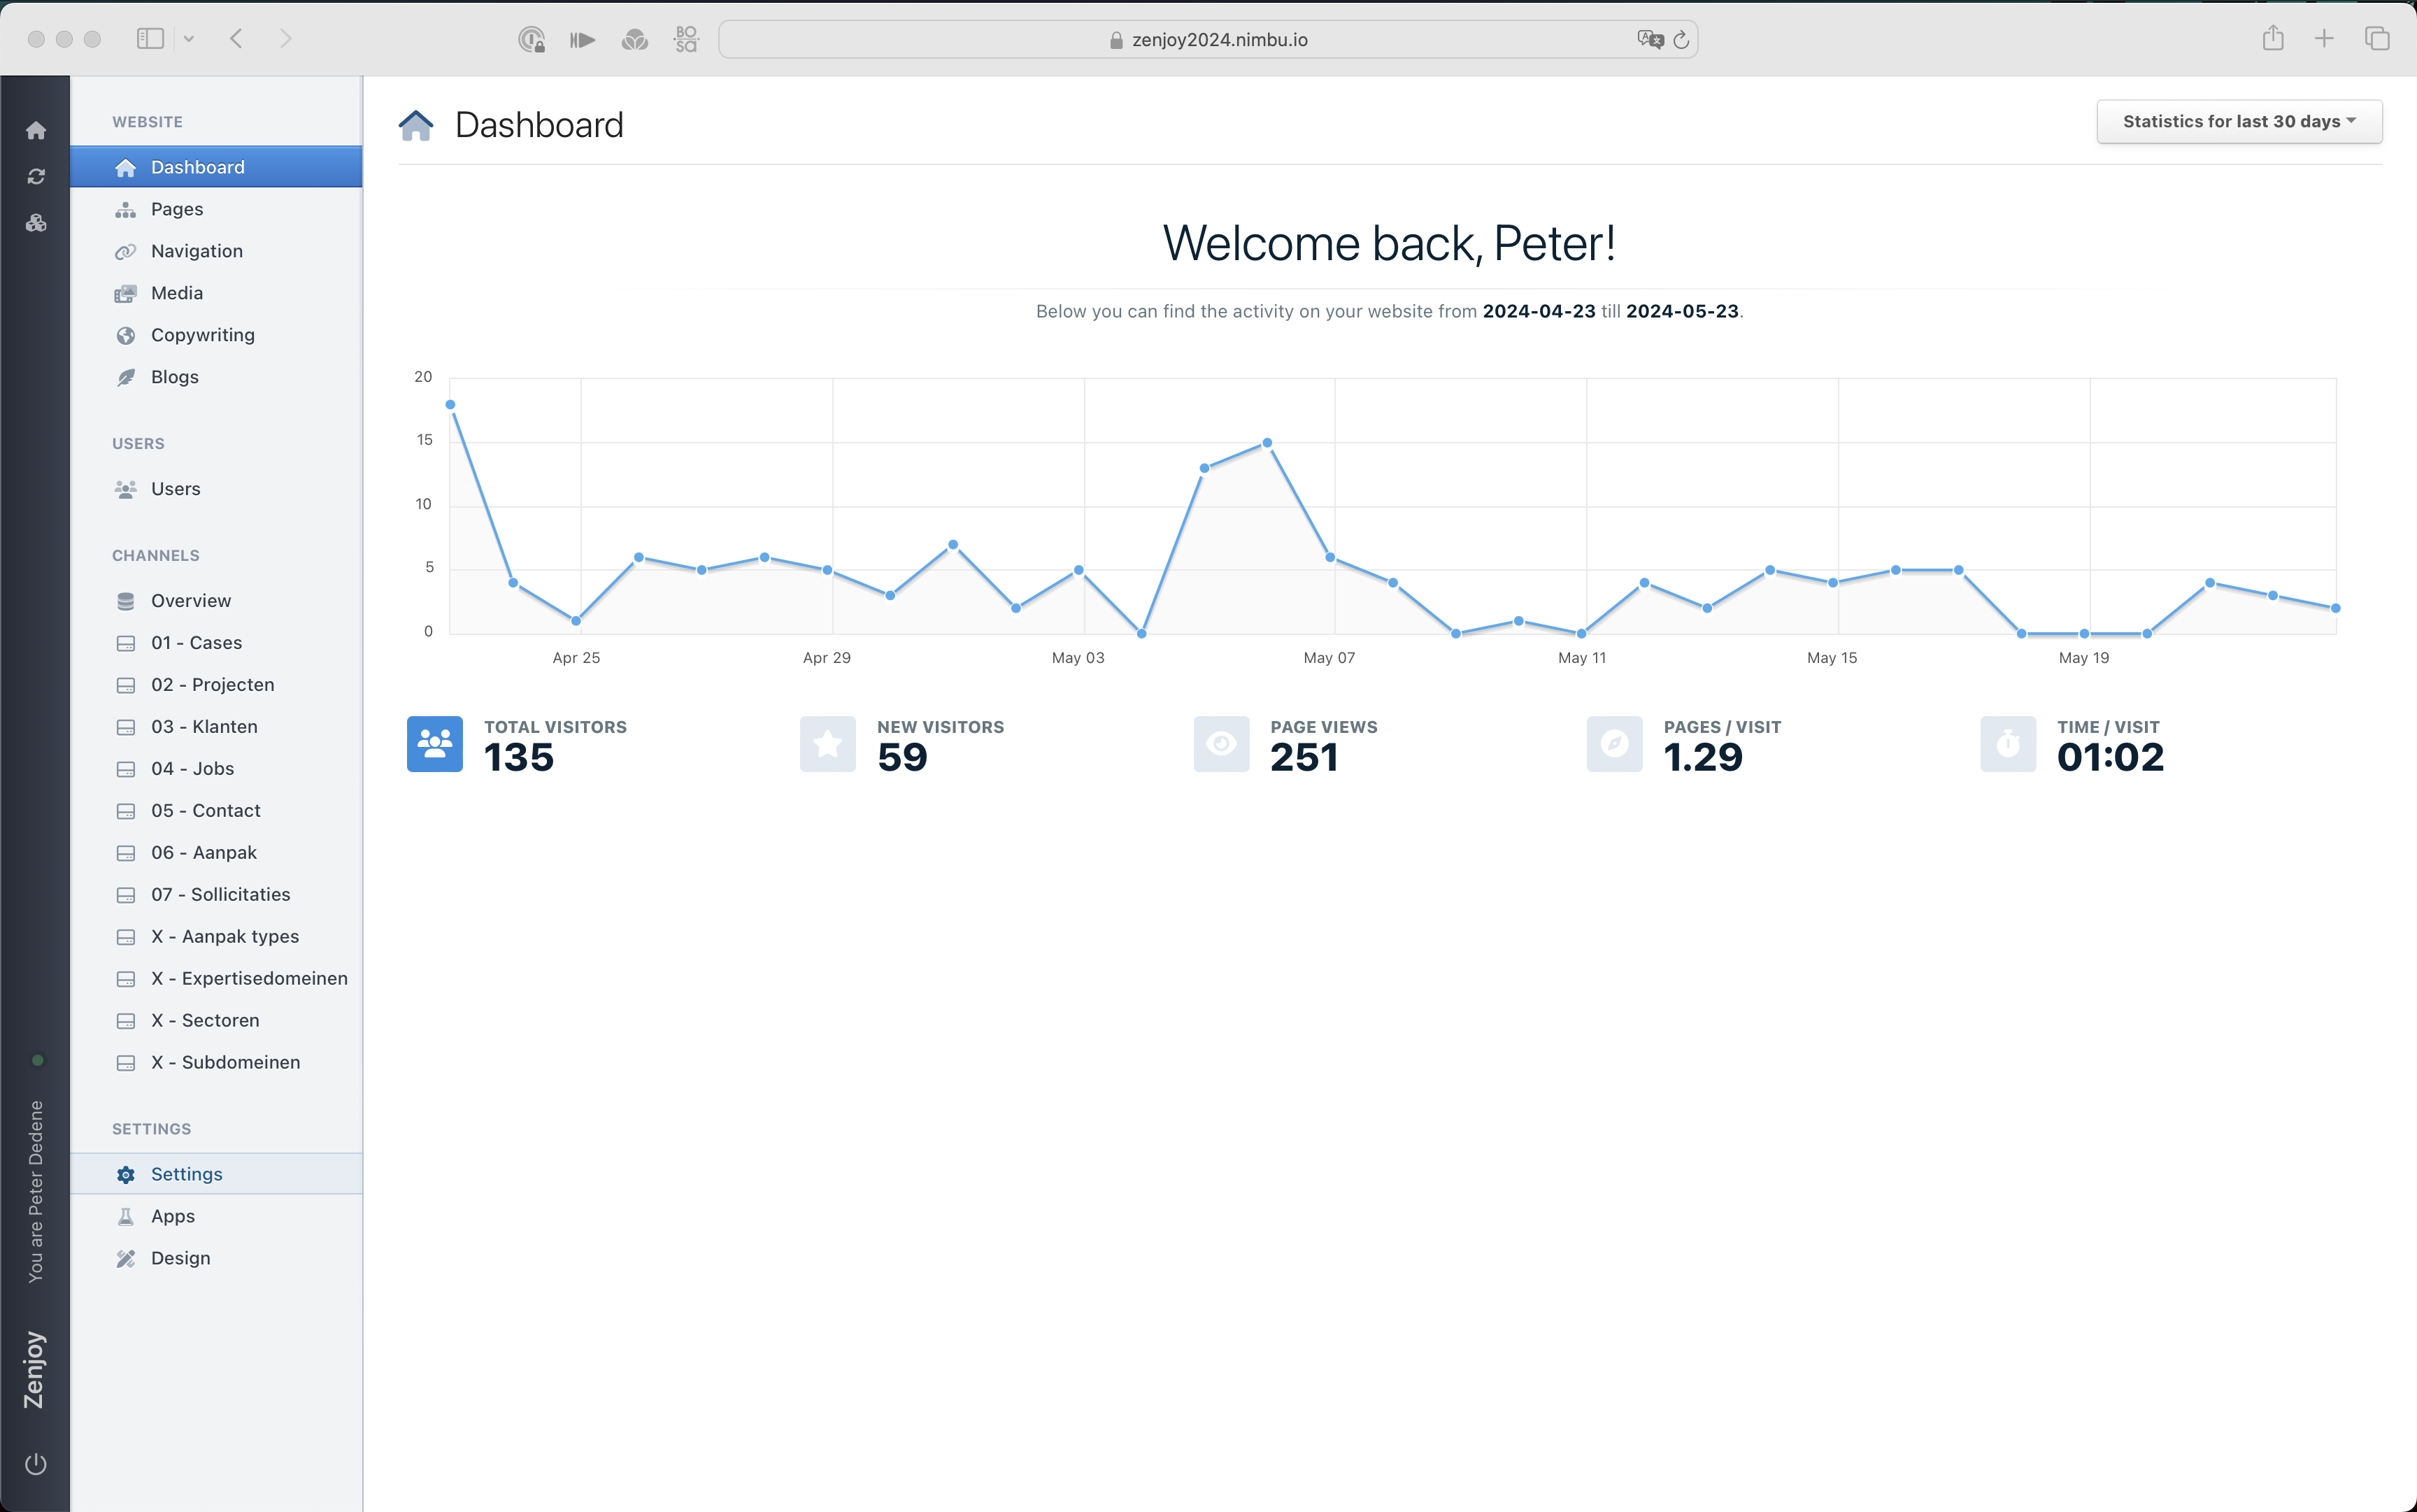 BO
sa
zenjoy2024.nimbu.io
WEBSITE
Dashboard
Pages
Navigation
Media
Copywriting
Blogs
USERS
Users
CHANNELS
Overview
01 - Cases
02 - Projecten
03 - Klanten
04 - Jobs
05 - Contact
06 - Aanpak
07 - Sollicitaties
X - Aanpak types
X - Expertisedomeinen
X - Sectoren
X - Subdomeinen
SETTINGS
Settings
Apps
Design
You are Peter Dedene
Zenjoy
Dashboard
Statistics for last 30 days
Welcome back, Peter!
Below you can find the activity on your website from 2024-04-23 till 2024-05-23.
20
15
10
5
0
Apr 25 Apr 29 May 03 May 07 May 11 May 15 May 19
TOTAL VISITORS
135
NEW VISITORS
59
PAGE VIEWS
251
PAGES / VISIT
1.29
TIME / VISIT
01:02